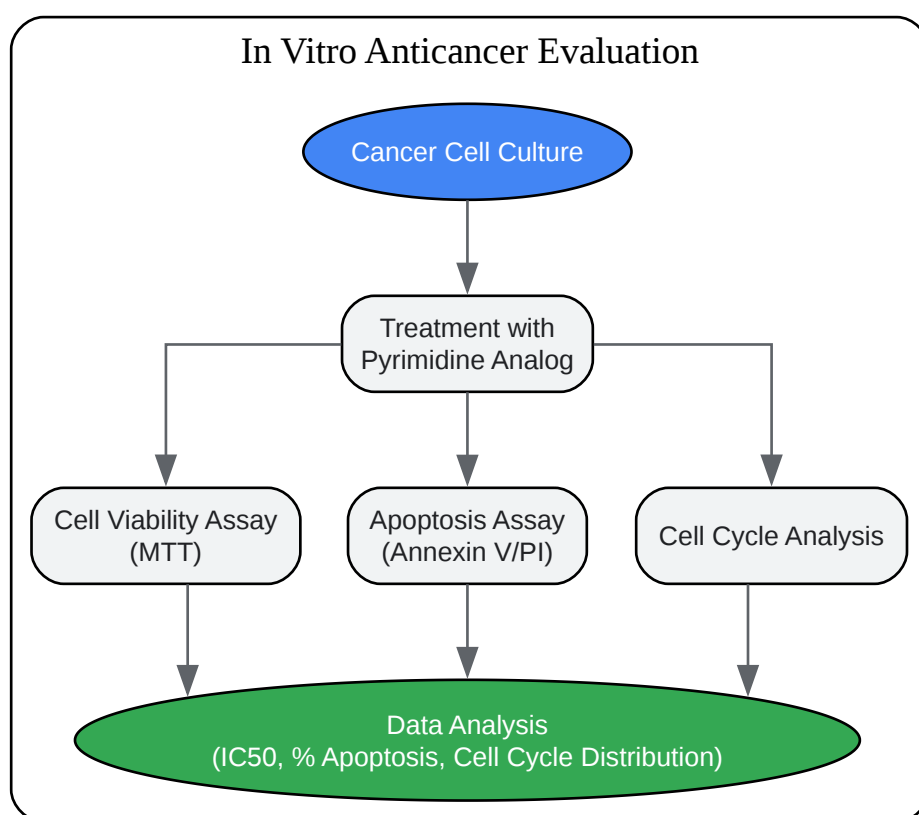 In Vitro Anticancer Evaluation
Cancer Cell Culture
Treatment with
Pyrimidine Analog
Cell Viability Assay
(MTT)
Apoptosis Assay
(Annexin V/PI)
Cell Cycle Analysis
Data Analysis
(IC50, % Apoptosis, Cell Cycle Distribution)